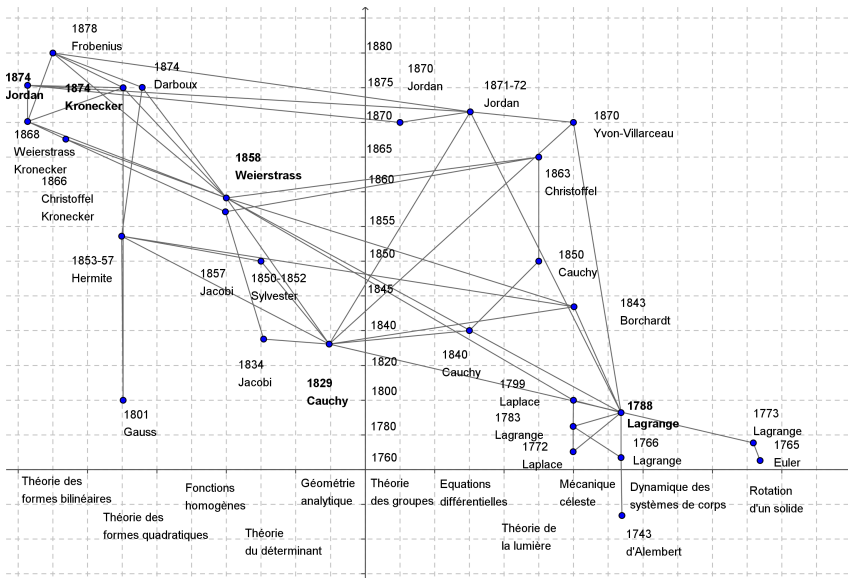 1878
Frobenius
1874
Jordan
1874
Kronecker
1874
Darboux
1868
Weierstrass
Kronecker
1866
Christoffel
Kronecker
1858
Weierstrass
1853-57
Hermite
1857
Jacobi
1850-1852
Sylvester
1834
Jacobi
1829
Cauchy
1801
Gauss
1880
1875
1870
1865
1860
1855
1850
1845
1840
1820
1800
1780
1760
1870
Jordan
1871-72
Jordan
1870
Yvon-Villarceau
1863
Christoffel
1850
Cauchy
1843
Borchardt
1840
Cauchy
1799
Laplace
1788
Lagrange
1783
Lagrange
1772
Laplace
1766
Lagrange
1773
Lagrange
1765
Euler
1743
d'Alembert
Théorie des
formes bilinéaires
Théorie des
formes quadratiques
Fonctions
homogènes
Théorie
du déterminant
Géométrie
analytique
Théorie
des groupes
Equations
différentielles
Théorie de
la lumière
Mécanique
céleste
Dynamique des
systèmes de corps
Rotation
d'un solide